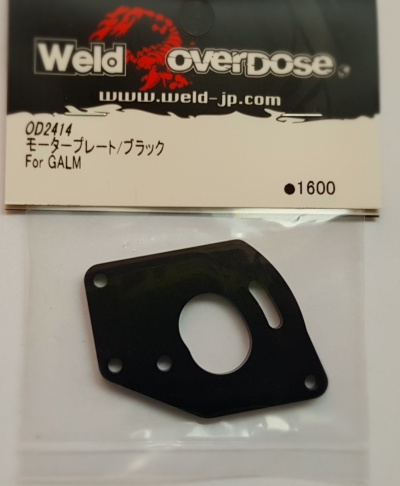 Weld OVERDOSE.
www.weld-jp.com
OD2414
モータープレート/ブラック
For GALM
●1600